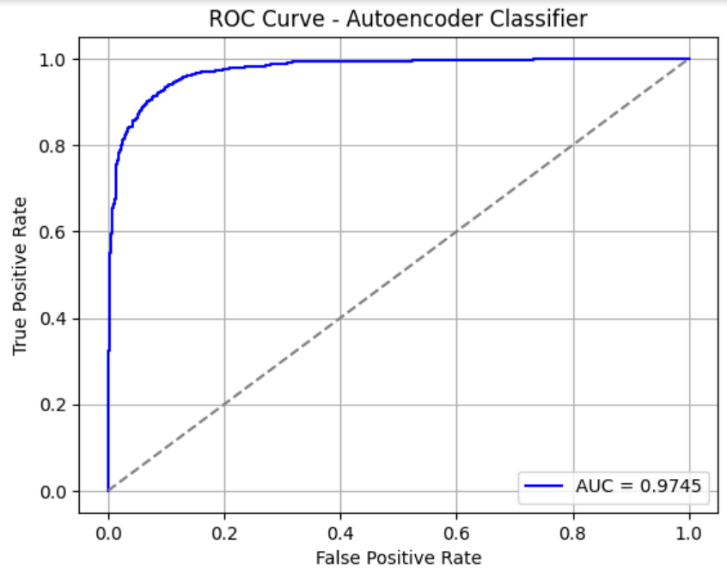 ROC Curve - Autoencoder Classifier
1.0
0.8
0.6
0.4
0.2
0.0
True Positive Rate
AUC = 0.9745
0.0 0.2 0.4 0.6 0.8 1.0
False Positive Rate